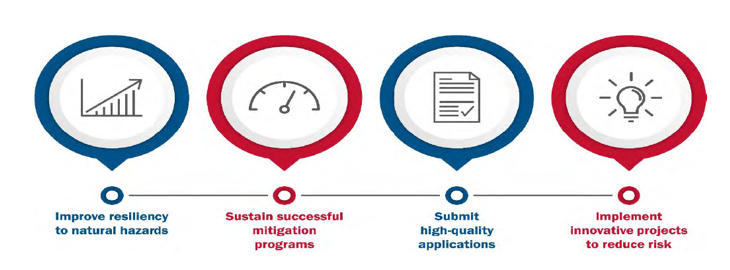 Improve resiliency
to natural hazards
Sustain successful
mitigation
programs
Submit
high-quality
applications
Implement
innovative projects
to reduce risk